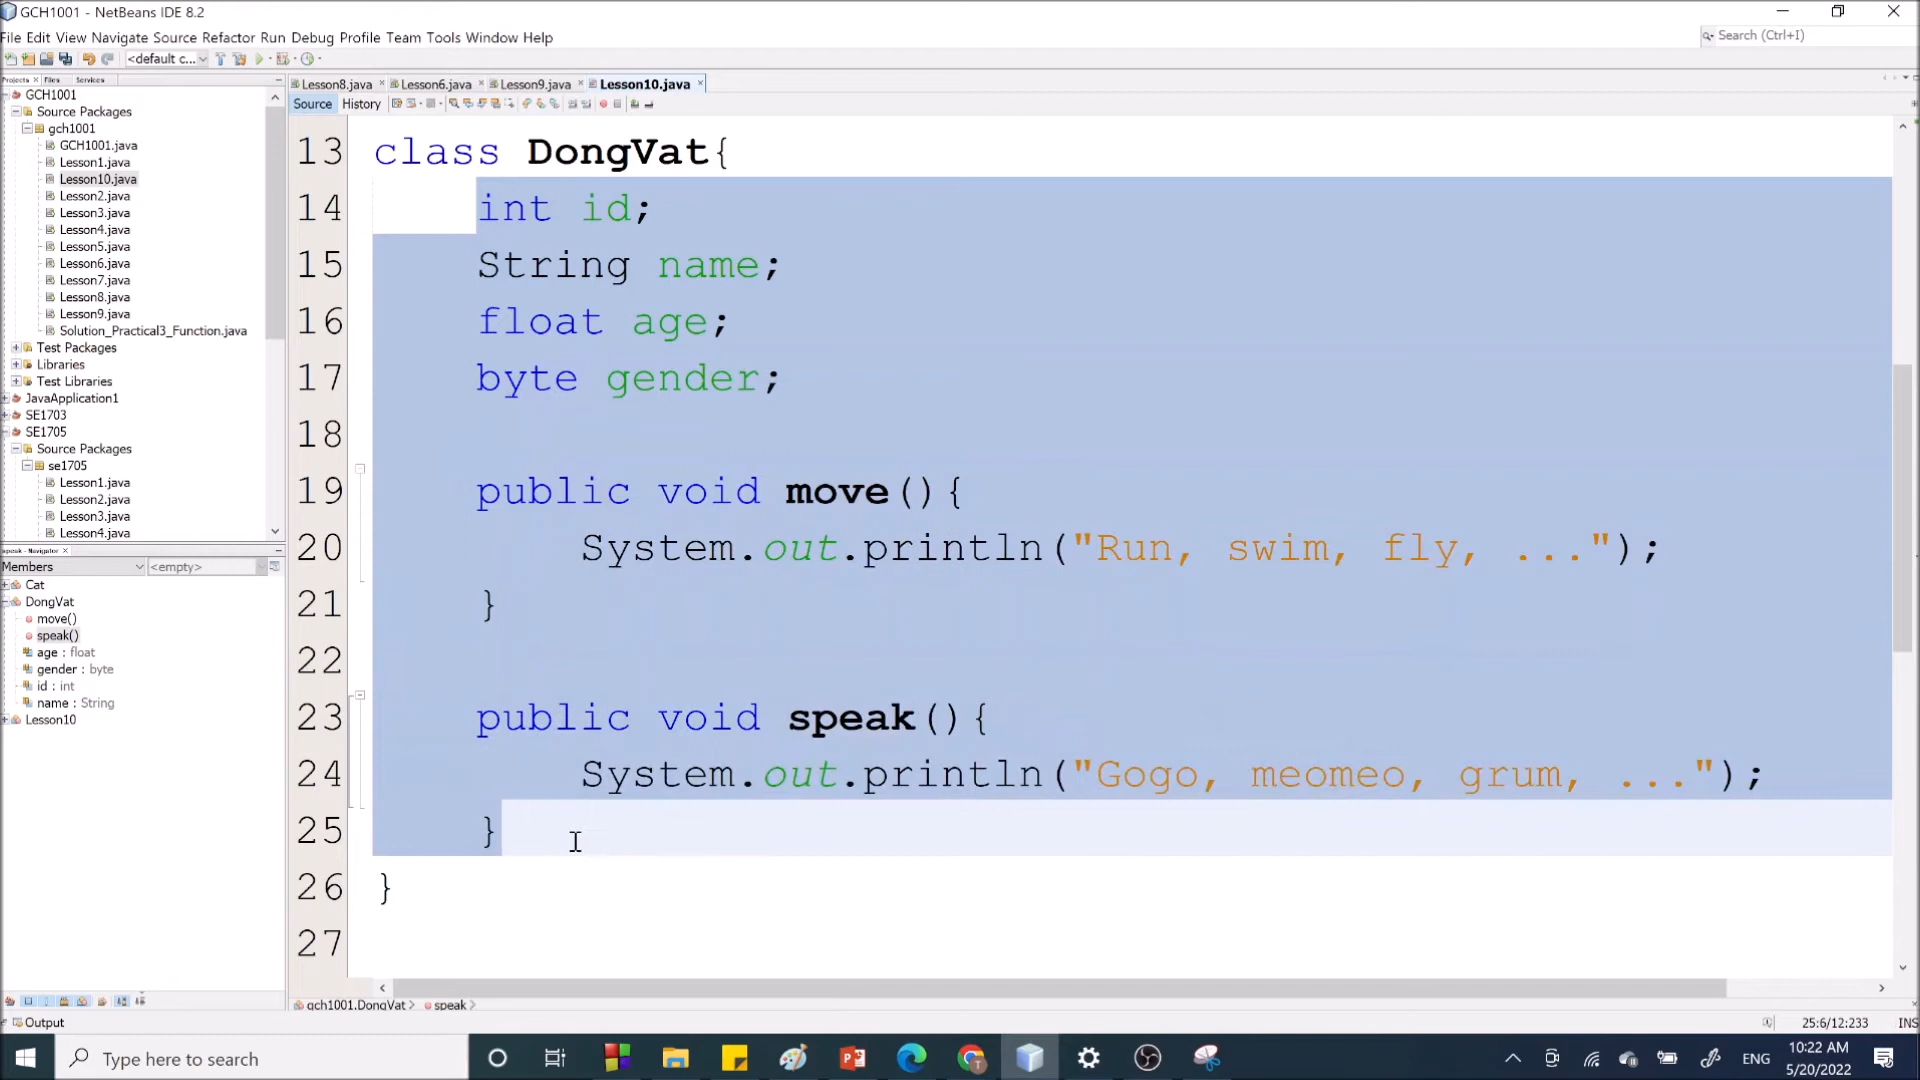 GCH1001 - NetBeans IDE 8.2
File Edit View Navigate Source Refactor Run Debug Profile Team Tools Window Help
Search (Ctrl+I)
<default c...
Projects Files Services
Lesson8.java Lesson6.java Lesson9.java Lesson10.java
Source History
GCH1001
Source Packages
gch1001
GCH1001.java
Lesson1.java
Lesson10.java
Lesson2.java
Lesson3.java
Lesson4.java
Lesson5.java
Lesson6.java
Lesson7.java
Lesson8.java
Lesson9.java
Solution_Practical3_Function.java
Test Packages
Libraries
Test Libraries
JavaApplication1
SE1703
SE1705
Source Packages
se1705
Lesson1.java
Lesson2.java
Lesson3.java
Lesson4.java
speak - Navigator
Members <empty>
Cat
DongVat
move()
speak()
age : float
gender : byte
id : int
name : String
Lesson10
13 class DongVat{
14 int id;
15 String name;
16 float age;
17 byte gender;
18
19 public void move(){
20 System.out.println("Run, swim, fly, ...");
21 }
22
23 public void speak(){
24 System.out.println("Gogo, meomeo, grum, ...");
25 }
26 }
27
gch1001.DongVat speak
Output
25:6/12:233 INS
Type here to search
ENG
10:22 AM
5/20/2022